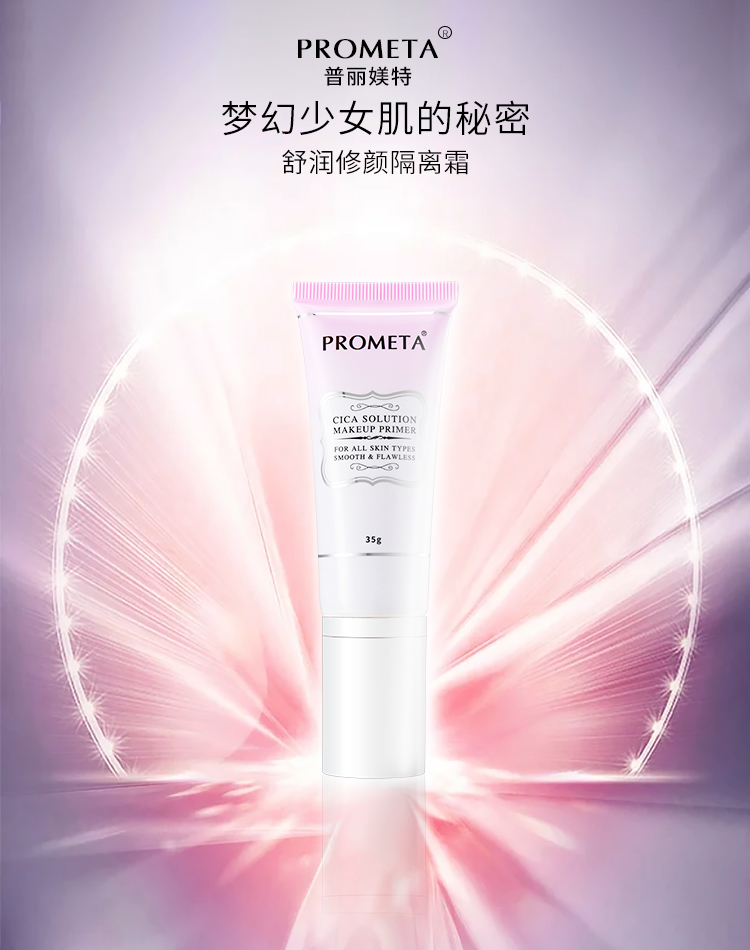 PROMETA®
普丽媄特
梦幻少女肌的秘密
舒润修颜隔离霜
PROMETA®
CICA SOLUTION
MAKEUP PRIMER
FOR ALL SKIN TYPES
SMOOTH & FLAWLESS
35g